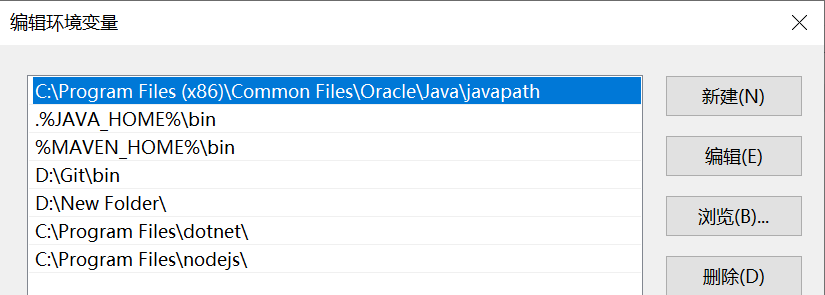 编辑环境变量
C:\Program Files (x86)\Common Files\Oracle\Java\javapath
新建(N)
.%JAVA_HOME%\bin
%MAVEN_HOME%\bin
编辑(E)
D:\Git\bin
D:\New Folder\
浏览(B)...
C:\Program Files\dotnet\
C:\Program Files\nodejs\
删除(D)